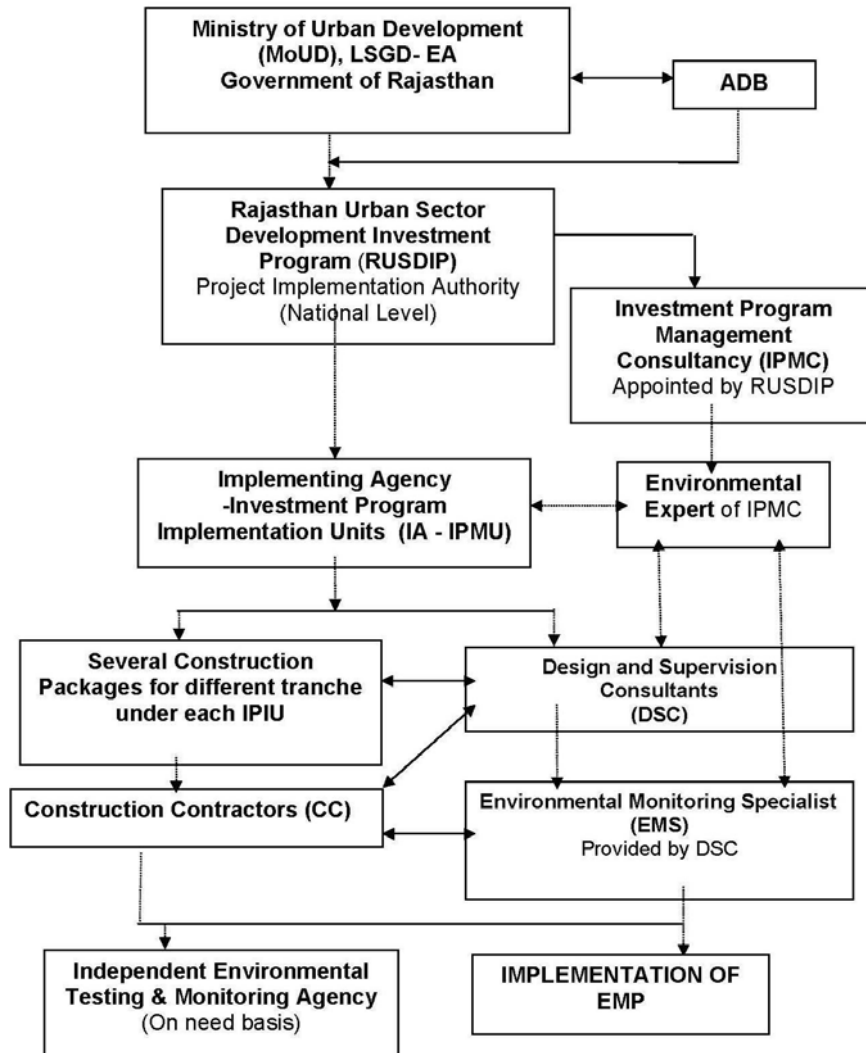 Ministry of Urban Development
(MoUD), LSGD- EA
Government of Rajasthan
ADB
Rajasthan Urban Sector
Development Investment
Program (RUSDIP)
Project Implementation Authority
(National Level)
Investment Program
Management
Consultancy (IPMC)
Appointed by RUSDIP
Implementing Agency
-Investment Program
Implementation Units (IA - IPMU)
Environmental
Expert of IPMC
Several Construction
Packages for different tranche
under each IPIU
Design and Supervision
Consultants
(DSC)
Construction Contractors (CC)
Environmental Monitoring Specialist
(EMS)
Provided by DSC
Independent Environmental
Testing & Monitoring Agency
(On need basis)
IMPLEMENTATION OF
EMP